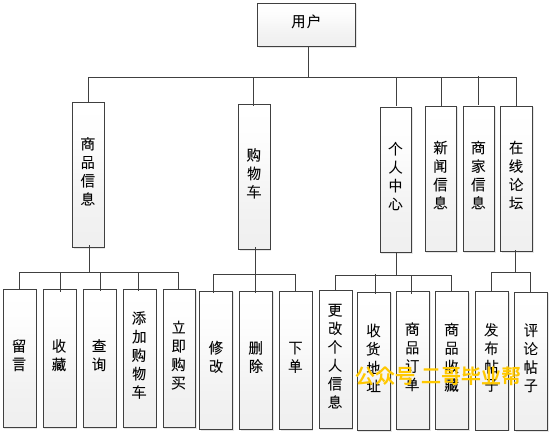 用户
商品信息
购物车
个人中心
新闻信息
商家信息
在线论坛
留言
收藏
查询
添加购物车
立即购买
修改
删除
下单
更改个人信息
收货地址
商品订单
商品收藏
发布帖子
评论帖子
公众号 二哥毕业帮